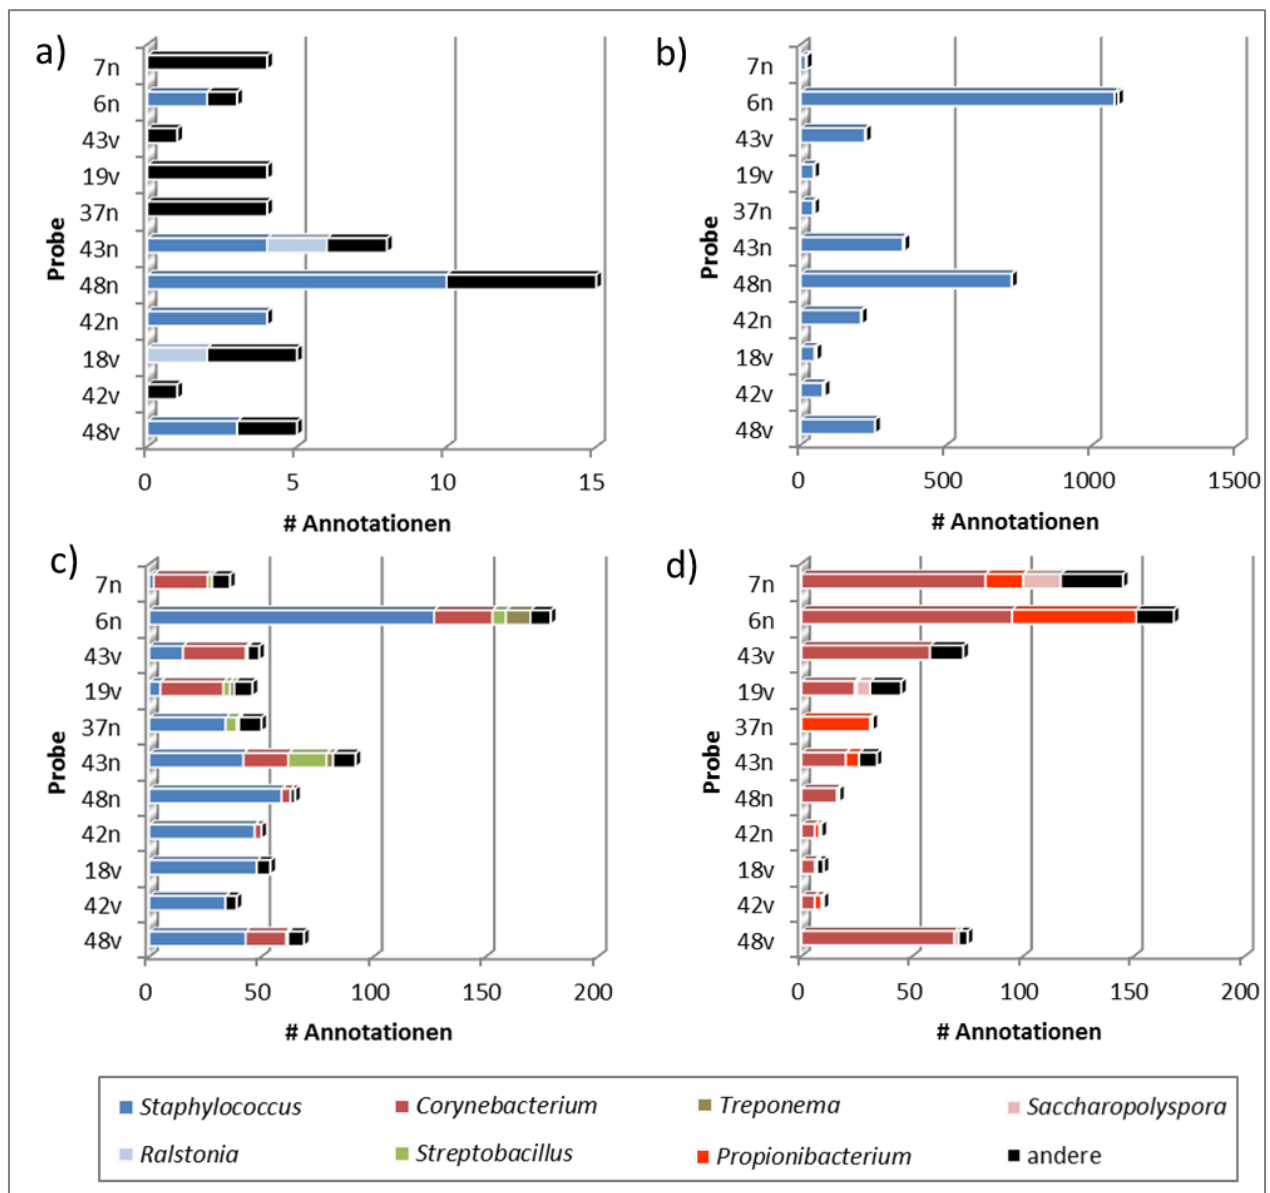 a)
7n
6n
43v
19v
37n
43n
48n
42n
18v
42v
48v
Probe
0 5 10 15
# Annotationen
b)
7n
6n
43v
19v
37n
43n
48n
42n
18v
42v
48v
Probe
0 500 1000 1500
# Annotationen
c)
7n
6n
43v
19v
37n
43n
48n
42n
18v
42v
48v
Probe
0 50 100 150 200
# Annotationen
d)
7n
6n
43v
19v
37n
43n
48n
42n
18v
42v
48v
Probe
0 50 100 150 200
# Annotationen
Staphylococcus Corynebacterium Treponema Saccharopolyspora
Ralstonia Streptobacillus Propionibacterium andere